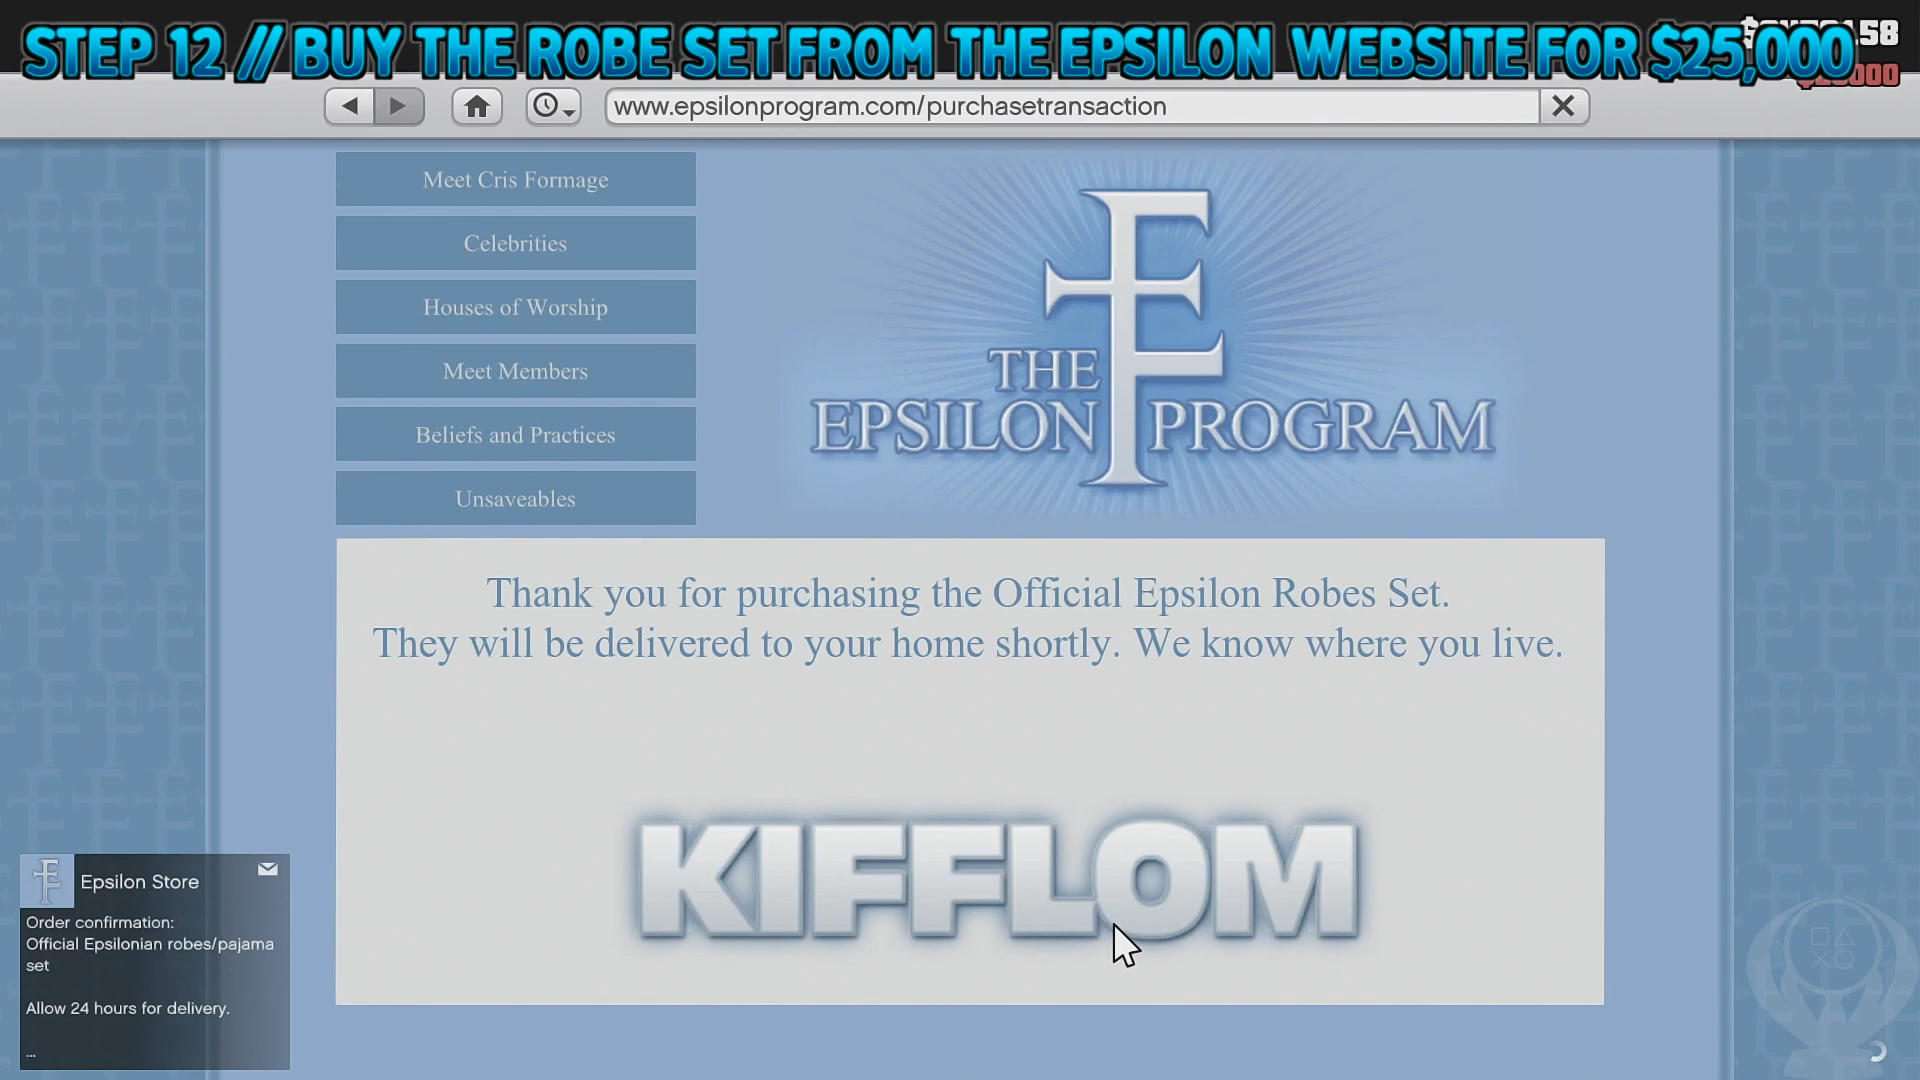 STEP 12 // BUY THE ROBE SET FROM THE EPSILON WEBSITE FOR $25,000
www.epsilonprogram.com/purchasetransaction
Meet Cris Formage
Celebrities
Houses of Worship
Meet Members
Beliefs and Practices
Unsaveables
THE
EPSILON PROGRAM
Thank you for purchasing the Official Epsilon Robes Set.
They will be delivered to your home shortly. We know where you live.
KIFFLOM
Epsilon Store
Order confirmation:
Official Epsilonian robes/pajama
set
Allow 24 hours for delivery.
...